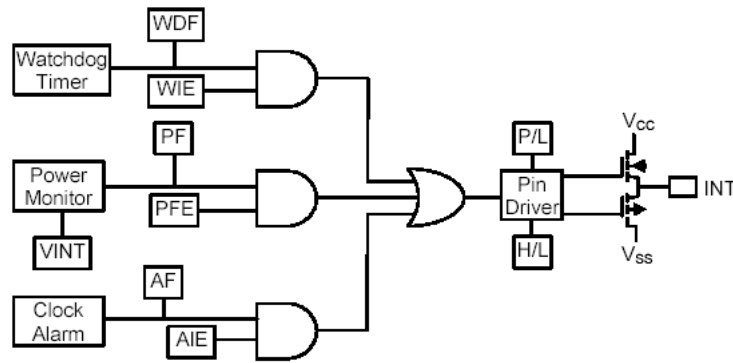 WDF
Watchdog
Timer
WIE
PF
P/L
VCC
Power
Monitor
PFE
Pin
Driver
INT
VINT
H/L
VSS
AF
Clock
Alarm
AIE